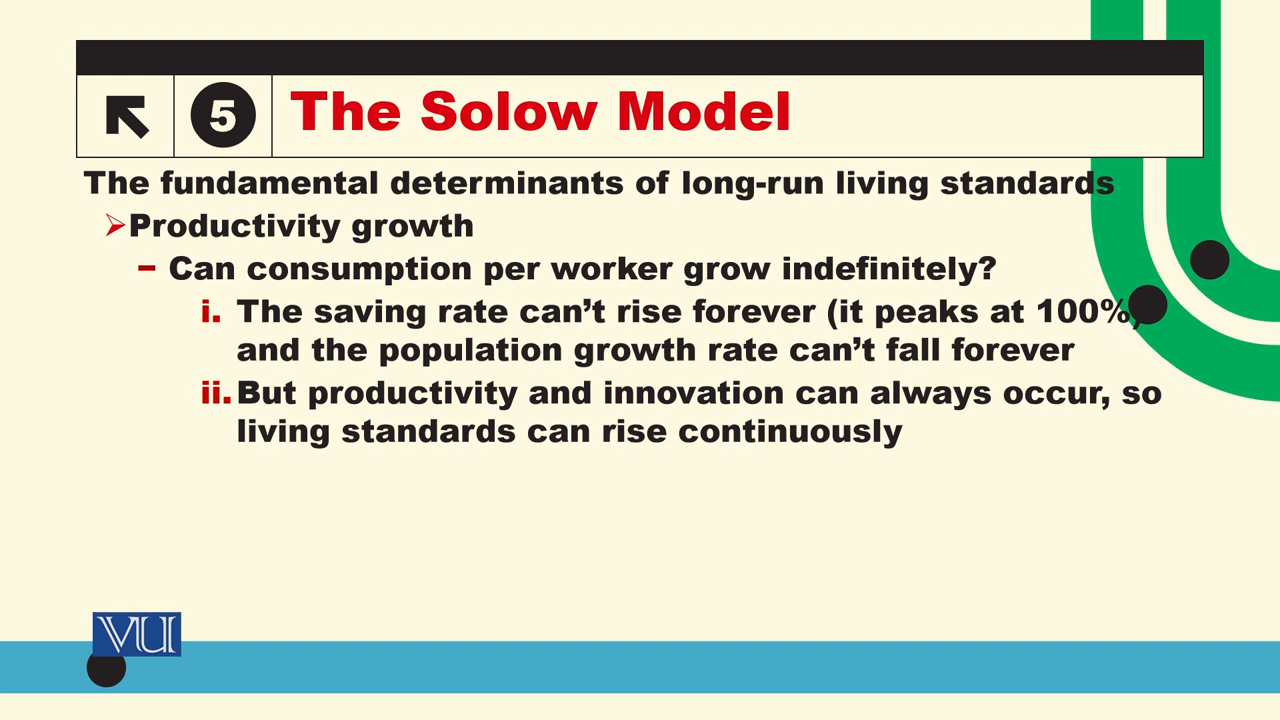 5 The Solow Model
The fundamental determinants of long-run living standards
➢Productivity growth
– Can consumption per worker grow indefinitely?
i. The saving rate can’t rise forever (it peaks at 100%)
and the population growth rate can’t fall forever
ii. But productivity and innovation can always occur, so
living standards can rise continuously
VU